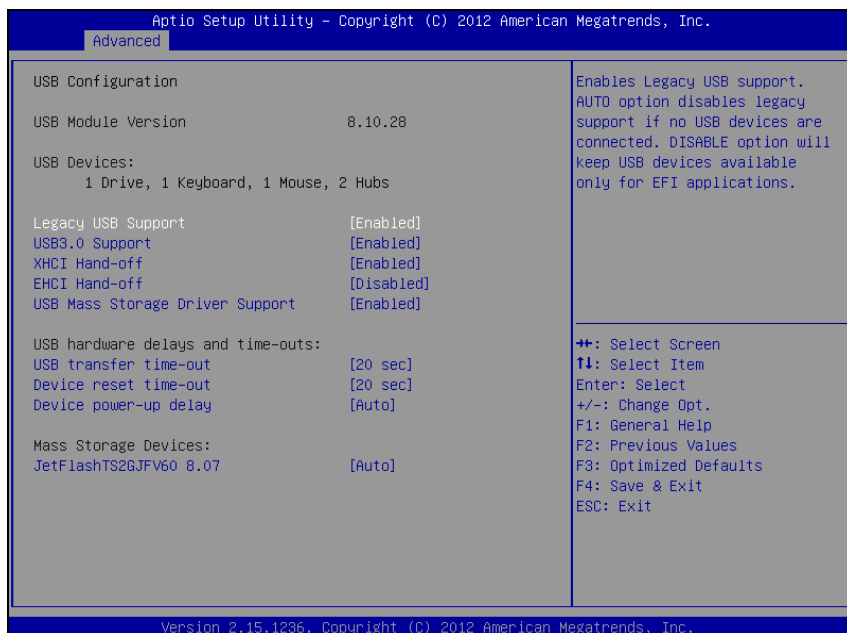 Aptio Setup Utility – Copyright (C) 2012 American Megatrends, Inc.
Advanced
USB Configuration
USB Module Version 8.10.28
USB Devices:
1 Drive, 1 Keyboard, 1 Mouse, 2 Hubs
Legacy USB Support [Enabled]
USB3.0 Support [Enabled]
XHCI Hand-off [Enabled]
EHCI Hand-off [Disabled]
USB Mass Storage Driver Support [Enabled]
USB hardware delays and time-outs:
USB transfer time-out [20 sec]
Device reset time-out [20 sec]
Device power-up delay [Auto]
Mass Storage Devices:
JetFlashTS2GJFV60 8.07 [Auto]
Enables Legacy USB support.
AUTO option disables legacy
support if no USB devices are
connected. DISABLE option will
keep USB devices available
only for EFI applications.
→←: Select Screen
↑↓: Select Item
Enter: Select
+/-: Change Opt.
F1: General Help
F2: Previous Values
F3: Optimized Defaults
F4: Save & Exit
ESC: Exit
Version 2.15.1236. Copyright (C) 2012 American Megatrends, Inc.